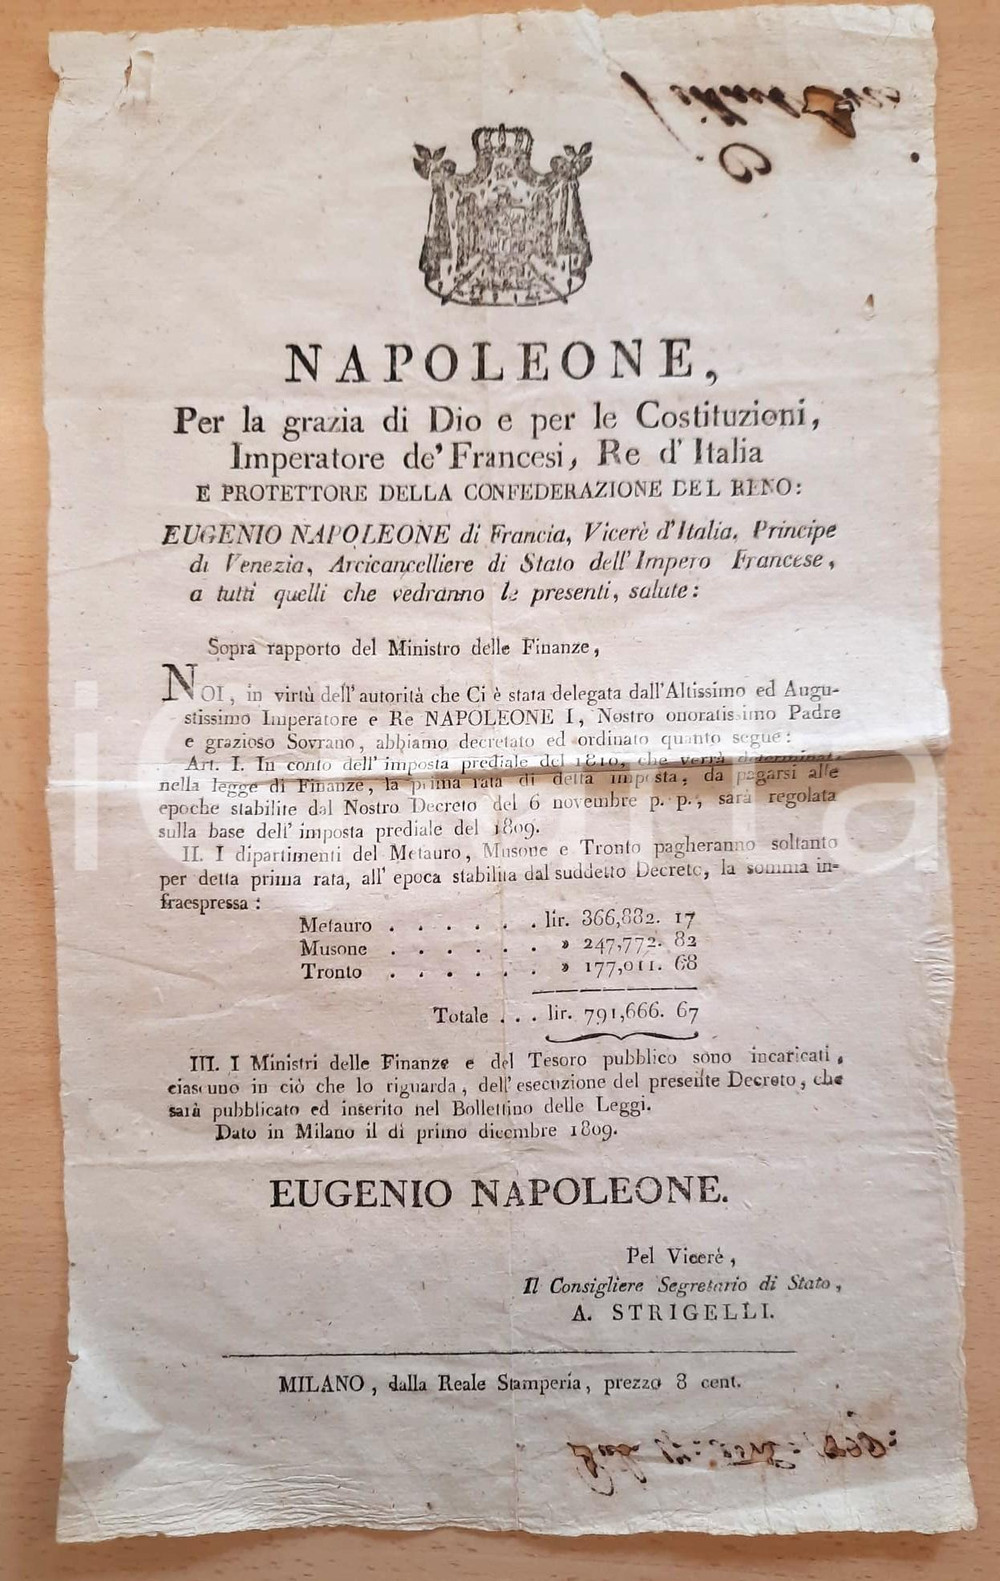 NAPOLEONE,
Per la grazia di Dio e per le Costituzioni,
Imperatore de' Francesi, Re d'Italia
E PROTETTORE DELLA CONFEDERAZIONE DEL RENO:
EUGENIO NAPOLEONE di Francia, Vicerè d'Italia, Principe
di Venezia, Arcicancelliere di Stato dell'Impero Francese,
a tutti quelli che vedranno le presenti, salute:
Sopra rapporto del Ministro delle Finanze,
NOI, in virtù dell'autorità che Ci è stata delegata dall'Altissimo ed Augu-
stissimo Imperatore e Re NAPOLEONE I, Nostro onoratissimo Padre
e grazioso Sovrano, abbiamo decretato ed ordinato quanto segue:
Art. I. In conto dell'imposta prediale del 1810, che verrà determinata
nella legge di Finanze, la prima rata di detta imposta, da pagarsi alle
epoche stabilite dal Nostro Decreto del 6 novembre p. p., sarà regolata
sulla base dell'imposta prediale del 1809.
II. I dipartimenti del Metauro, Musone e Tronto pagheranno soltanto
per detta prima rata, all'epoca stabilita dal suddetto Decreto, la somma in-
fraespressa:
Metauro . . . . . . lir. 366,882. 17
Musone . . . . . . » 247,772. 82
Tronto . . . . . . » 177,011. 68
Totale . . . lir. 791,666. 67
III. I Ministri delle Finanze e del Tesoro pubblico sono incaricati,
ciascuno in ciò che lo riguarda, dell'esecuzione del presente Decreto, che
sarà pubblicato ed inserito nel Bollettino delle Leggi.
Dato in Milano il dì primo dicembre 1809.
EUGENIO NAPOLEONE.
Pel Vicerè,
Il Consigliere Segretario di Stato,
A. STRIGELLI.
MILANO, dalla Reale Stamperia, prezzo 8 cent.